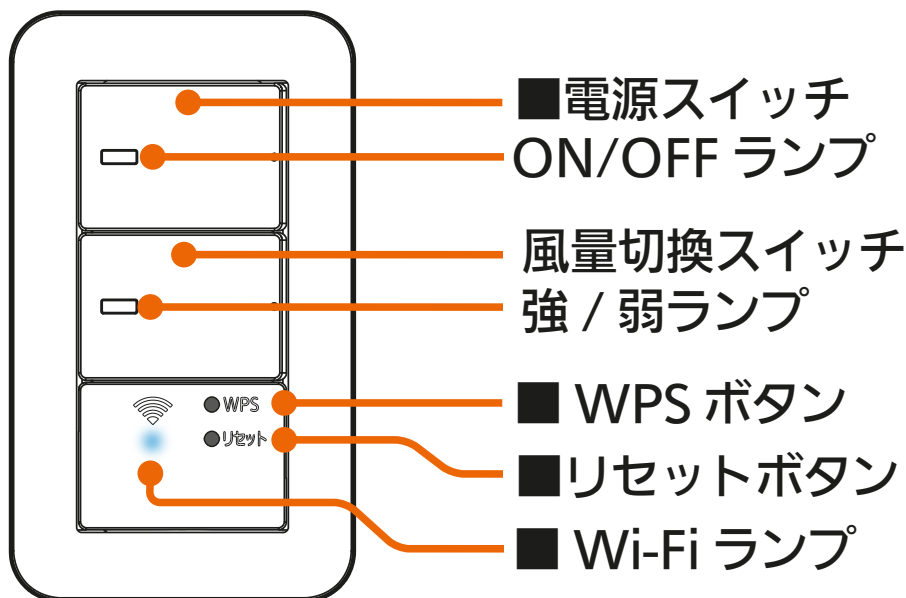 ■電源スイッチ
ON/OFF ランプ
風量切換スイッチ
強 / 弱ランプ
●WPS
■ WPS ボタン
●リセット
■リセットボタン
■ Wi-Fi ランプ